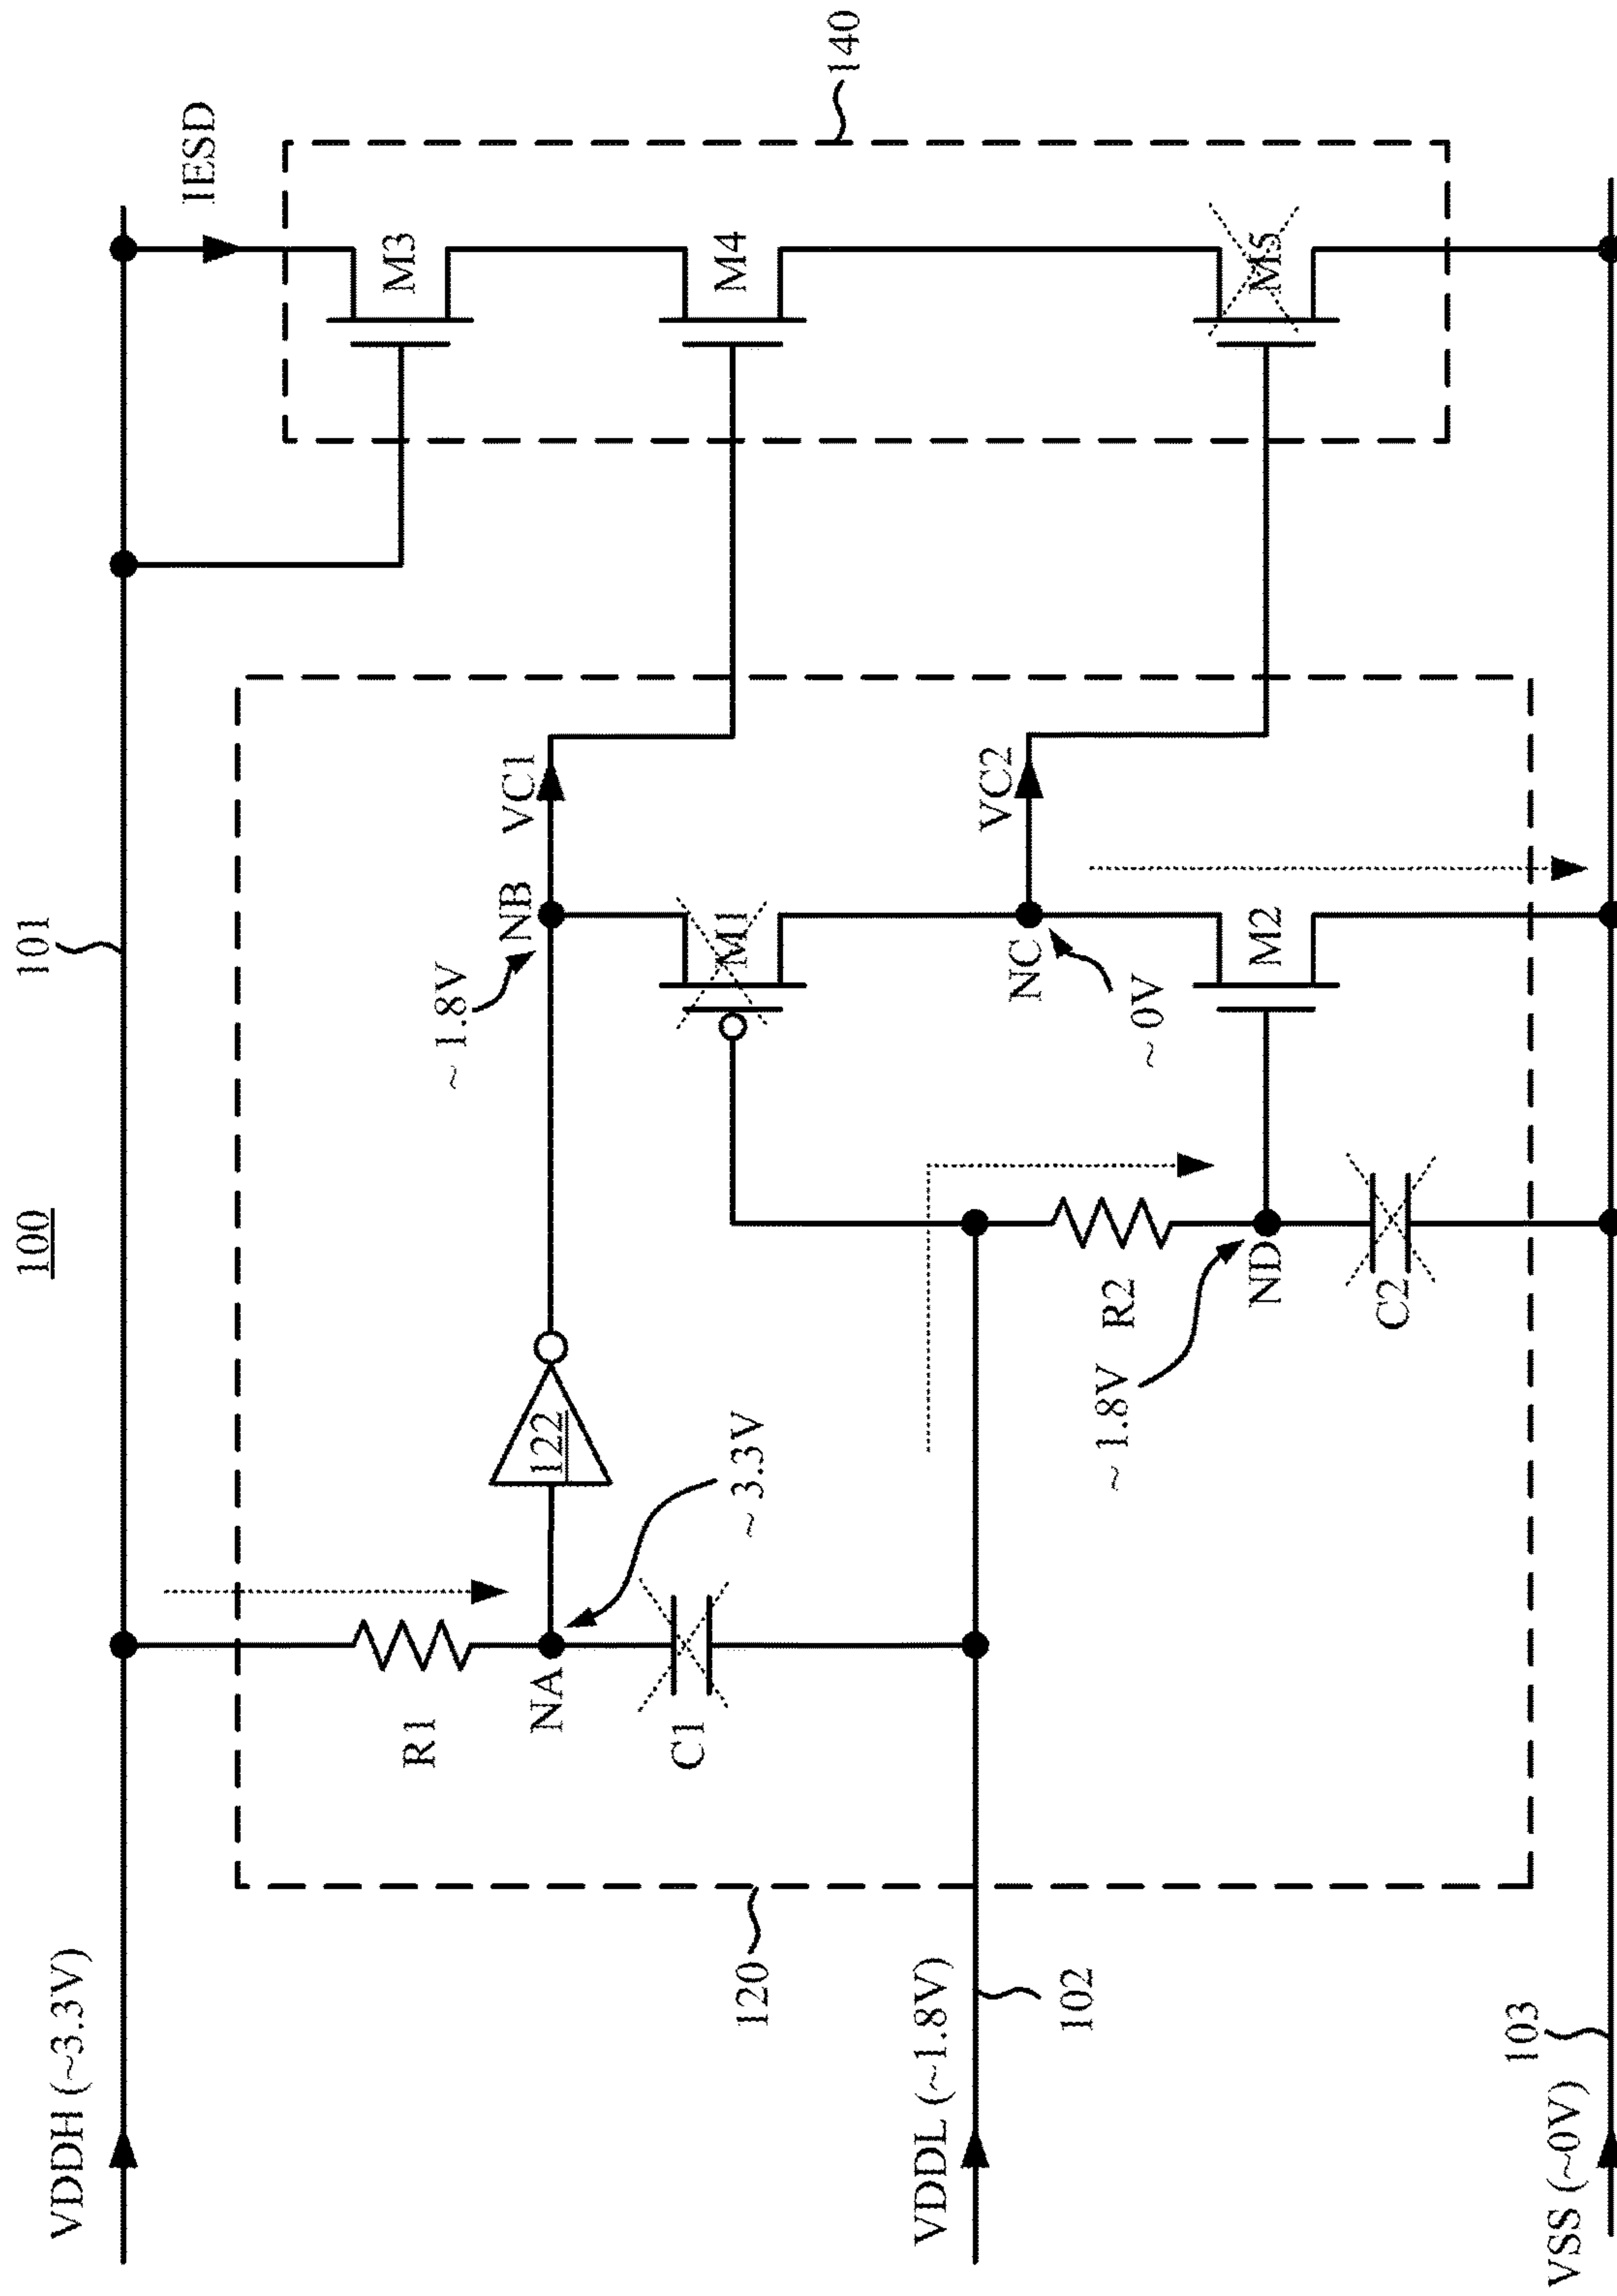 100
101
VDDH (~3.3V)
IESD
R1
NA
~ 3.3V
122
~ 1.8V
NB
VC1
M3
M4
140
C1
M1
120
VDDL (~1.8V)
102
NC
VC2
~ 0V
R2
~ 1.8V
ND
M2
M5
C2
103
VSS (~0V)